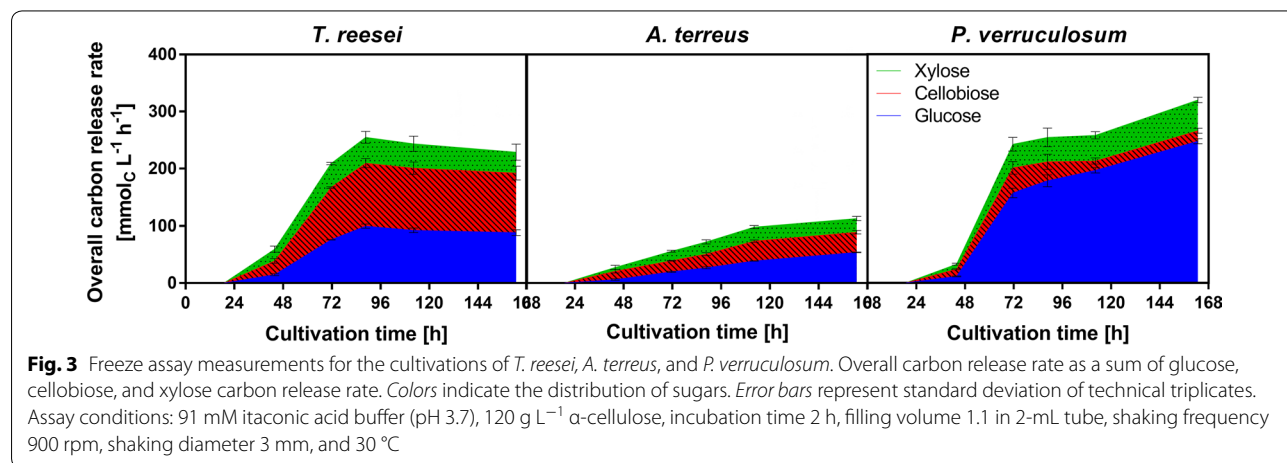 T. reesei
A. terreus
P. verruculosum
Overall carbon release rate
[mmolC L⁻¹ h⁻¹]
400
300
200
100
0
Xylose
Cellobiose
Glucose
0 24 48 72 96 120 144 168
0 24 48 72 96 120 144 168
0 24 48 72 96 120 144 168
Cultivation time [h]
Cultivation time [h]
Cultivation time [h]
Fig. 3 Freeze assay measurements for the cultivations of T. reesei, A. terreus, and P. verruculosum. Overall carbon release rate as a sum of glucose,
cellobiose, and xylose carbon release rate. Colors indicate the distribution of sugars. Error bars represent standard deviation of technical triplicates.
Assay conditions: 91 mM itaconic acid buffer (pH 3.7), 120 g L⁻¹ α-cellulose, incubation time 2 h, filling volume 1.1 in 2-mL tube, shaking frequency
900 rpm, shaking diameter 3 mm, and 30 °C